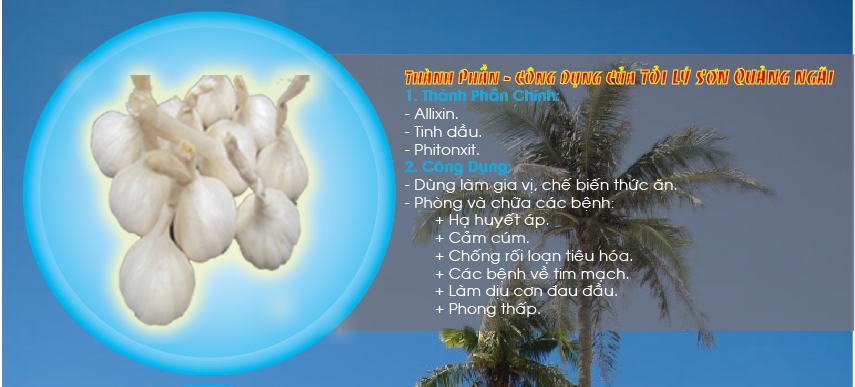 Thành Phần - Công dụng của TỎI LÝ SƠN QUẢNG NGÃI
1. Thành Phần Chính:
- Allixin.
- Tinh dầu.
- Phitonxit.
2. Công Dụng:
- Dùng làm gia vị, chế biến thức ăn.
- Phòng và chữa các bệnh:
+ Hạ huyết áp.
+ Cảm cúm.
+ Chống rối loạn tiêu hóa.
+ Các bệnh về tim mạch.
+ Làm dịu cơn đau đầu.
+ Phong thấp.